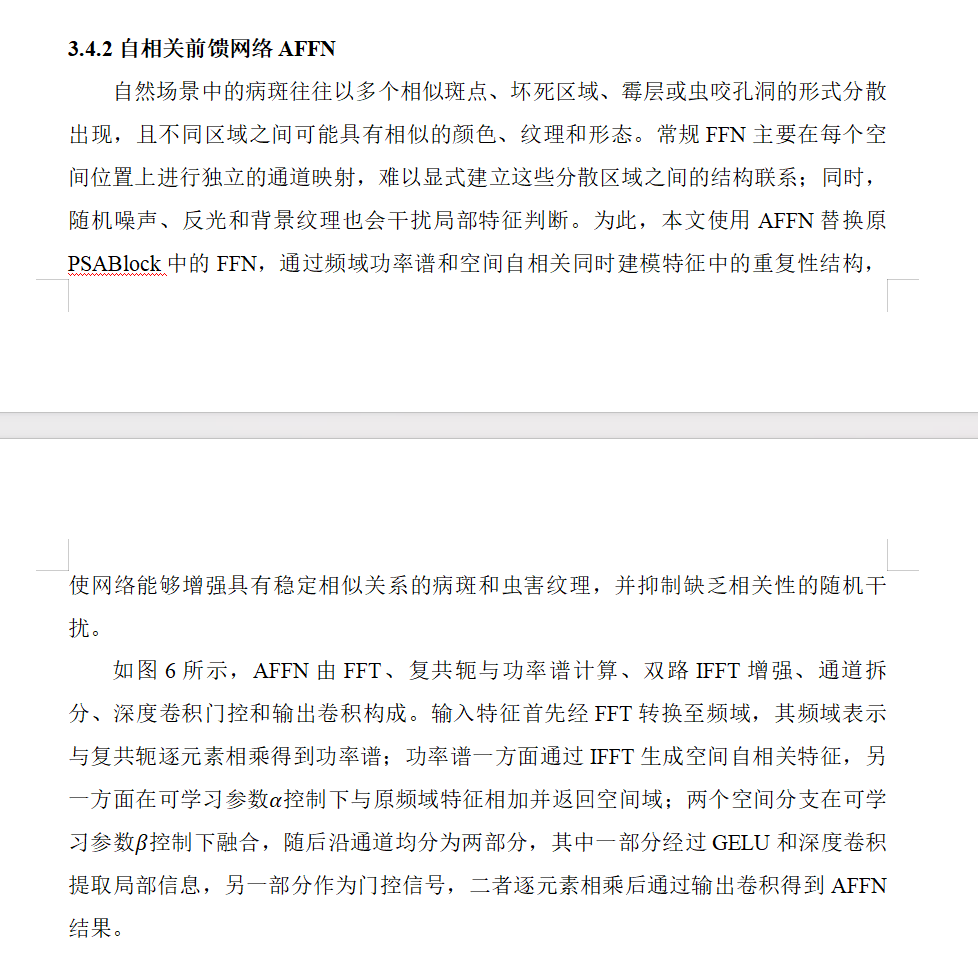 3.4.2 自相关前馈网络 AFFN
自然场景中的病斑往往以多个相似斑点、坏死区域、霉层或虫咬孔洞的形式分散
出现，且不同区域之间可能具有相似的颜色、纹理和形态。常规 FFN 主要在每个空
间位置上进行独立的通道映射，难以显式建立这些分散区域之间的结构联系；同时，
随机噪声、反光和背景纹理也会干扰局部特征判断。为此，本文使用 AFFN 替换原
PSABlock 中的 FFN，通过频域功率谱和空间自相关同时建模特征中的重复性结构，
使网络能够增强具有稳定相似关系的病斑和虫害纹理，并抑制缺乏相关性的随机干
扰。
如图 6 所示，AFFN 由 FFT、复共轭与功率谱计算、双路 IFFT 增强、通道拆
分、深度卷积门控和输出卷积构成。输入特征首先经 FFT 转换至频域，其频域表示
与复共轭逐元素相乘得到功率谱；功率谱一方面通过 IFFT 生成空间自相关特征，另
一方面在可学习参数α控制下与原频域特征相加并返回空间域；两个空间分支在可学
习参数β控制下融合，随后沿通道均分为两部分，其中一部分经过 GELU 和深度卷积
提取局部信息，另一部分作为门控信号，二者逐元素相乘后通过输出卷积得到 AFFN
结果。